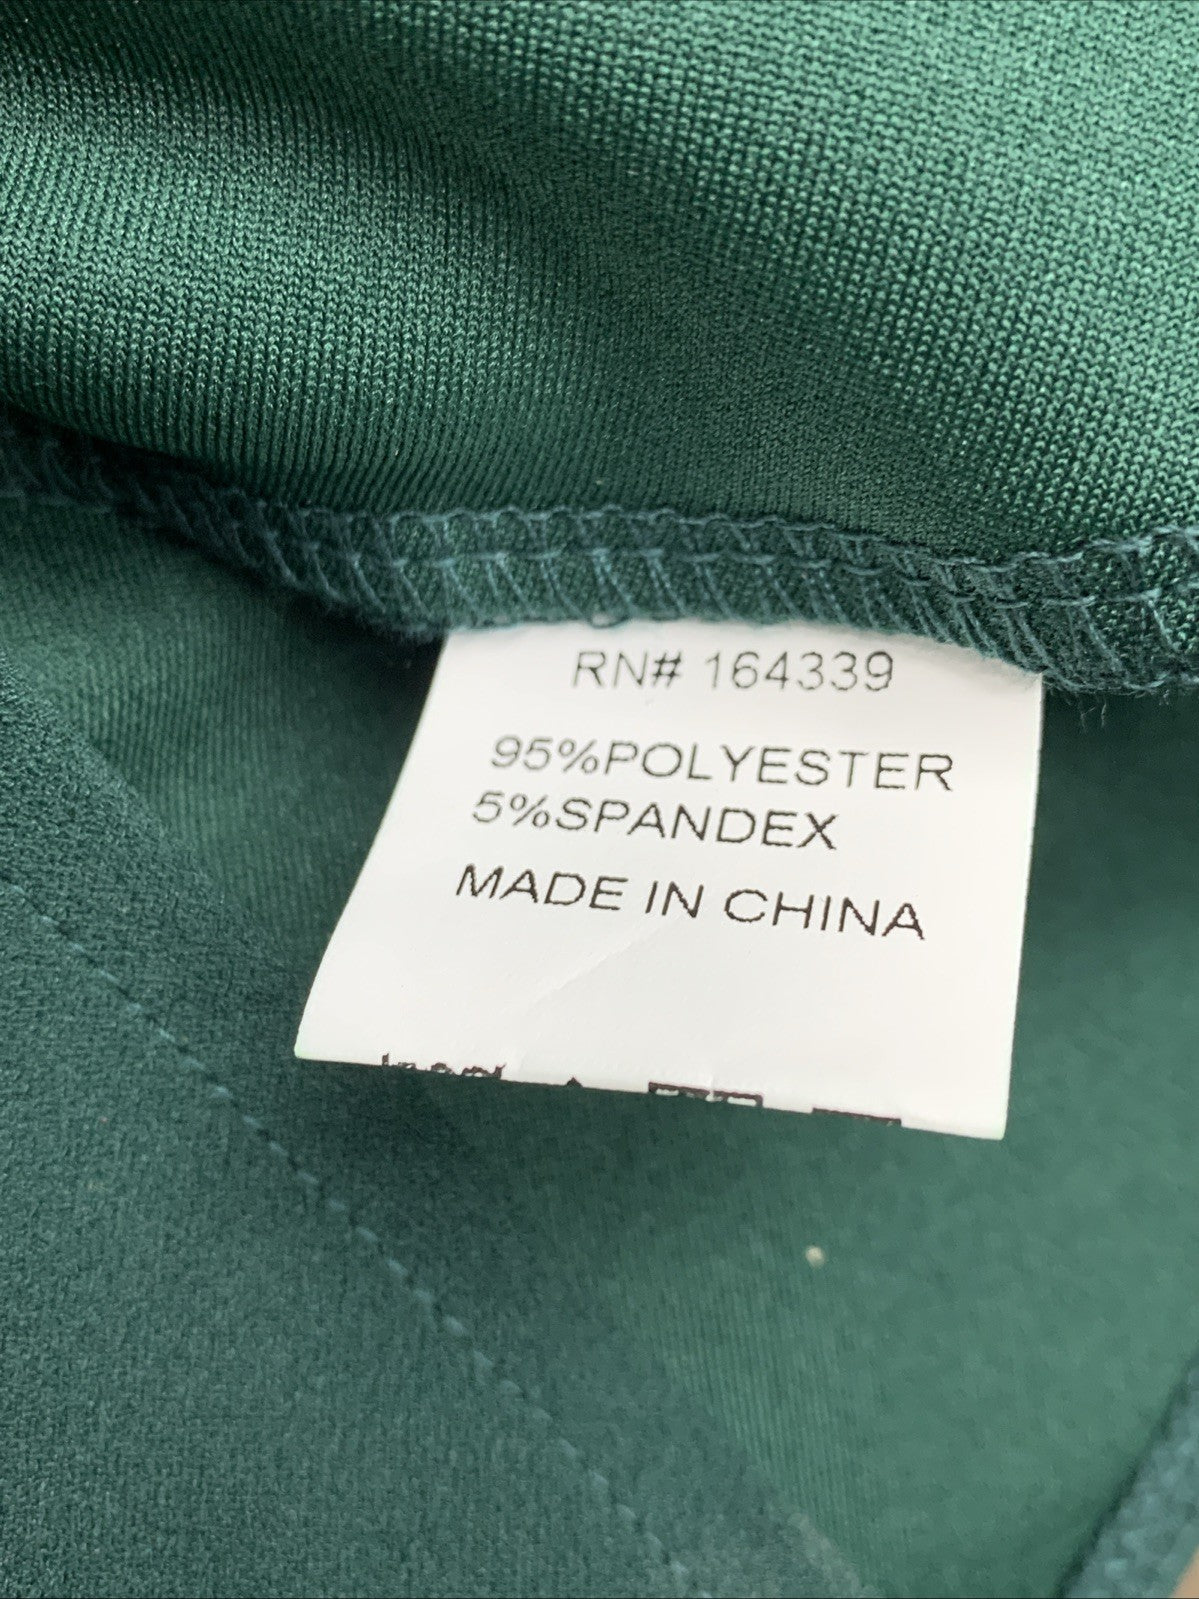 RN# 164339
95%POLYESTER
5%SPANDEX
MADE IN CHINA